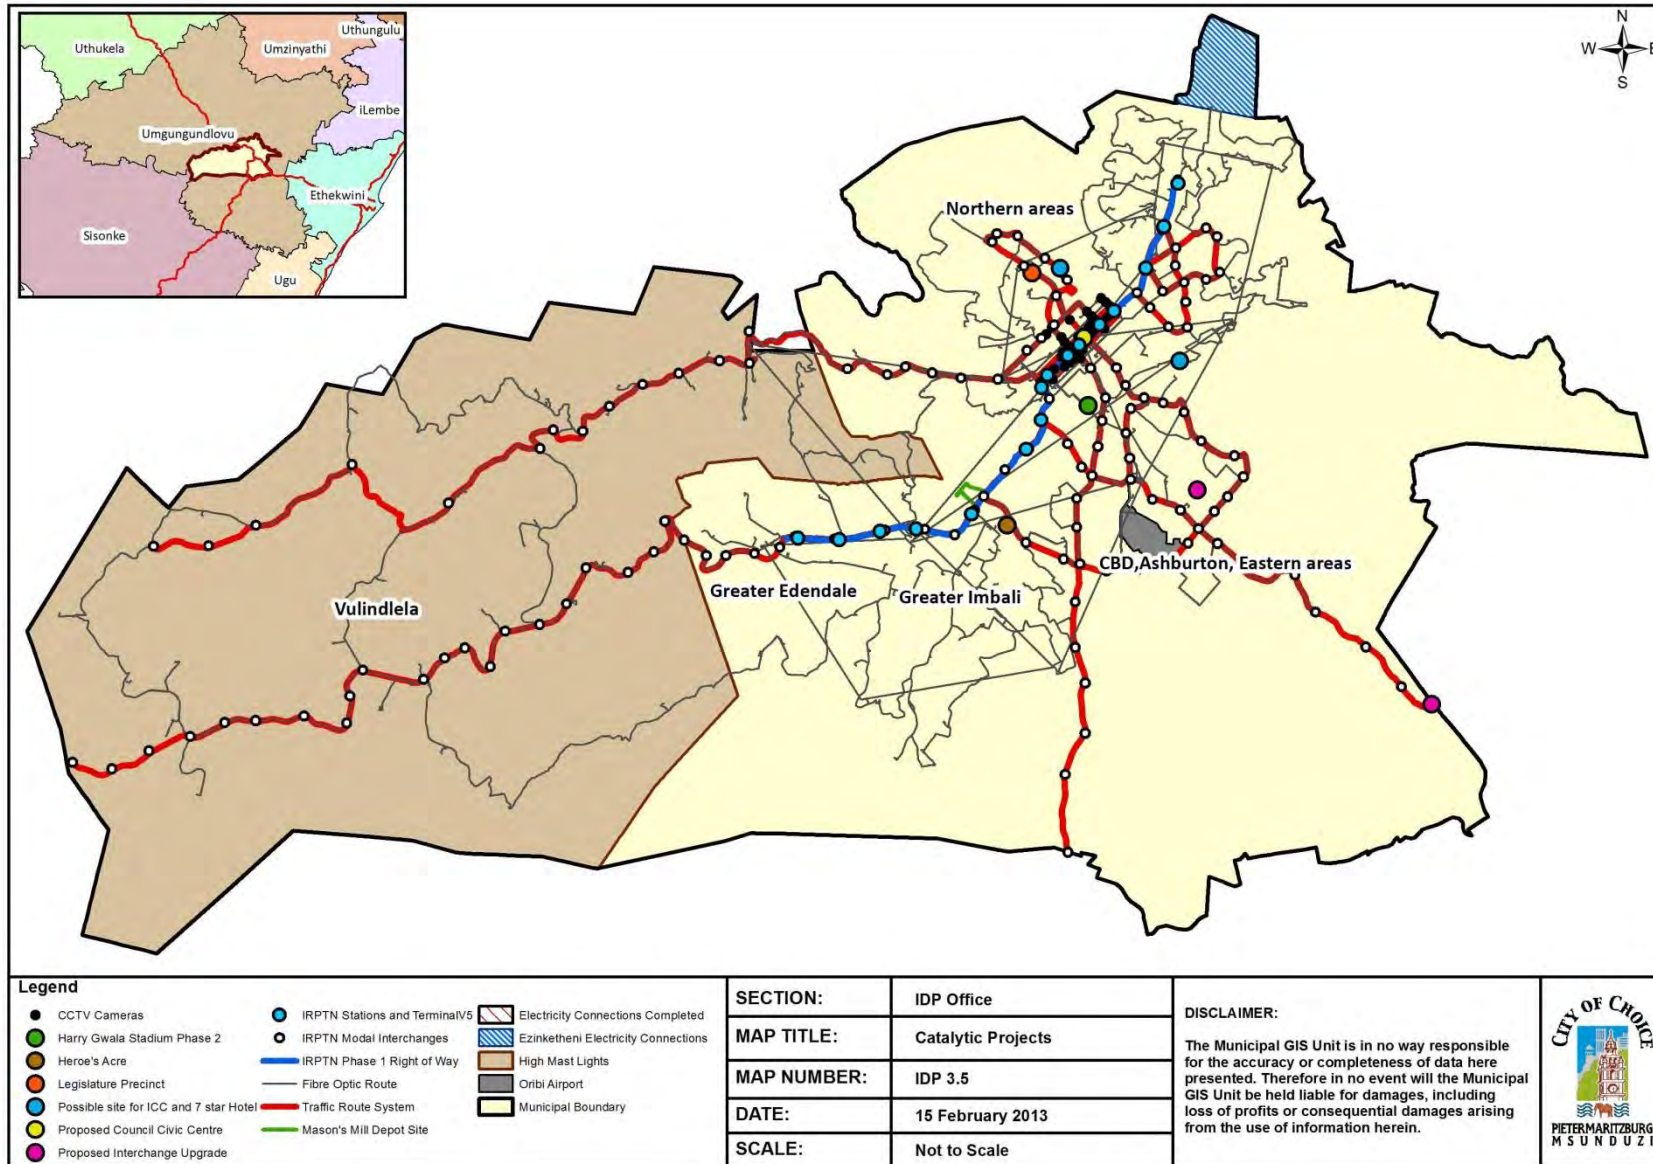 Uthungulu
Uthukela
Umzinyathi
iLembe
Umgungundlovu
Ethekwini
Sisonke
Ugu
N
W E
S
Northern areas
CBD,Ashburton, Eastern areas
Greater Edendale
Greater Imbali
Vulindlela
Legend
CCTV Cameras
Harry Gwala Stadium Phase 2
Heroe's Acre
Legislature Precinct
Possible site for ICC and 7 star Hotel
Proposed Council Civic Centre
Proposed Interchange Upgrade
IRPTN Stations and TerminalV5
IRPTN Modal Interchanges
IRPTN Phase 1 Right of Way
Fibre Optic Route
Traffic Route System
Mason's Mill Depot Site
Electricity Connections Completed
Ezinketheni Electricity Connections
High Mast Lights
Oribi Airport
Municipal Boundary
SECTION: IDP Office
MAP TITLE: Catalytic Projects
MAP NUMBER: IDP 3.5
DATE: 15 February 2013
SCALE: Not to Scale
DISCLAIMER:
The Municipal GIS Unit is in no way responsible
for the accuracy or completeness of data here
presented. Therefore in no event will the Municipal
GIS Unit be held liable for damages, including
loss of profits or consequential damages arising
from the use of information herein.
CITY OF CHOICE
PIETERMARITZBURG
MSUNDUZI